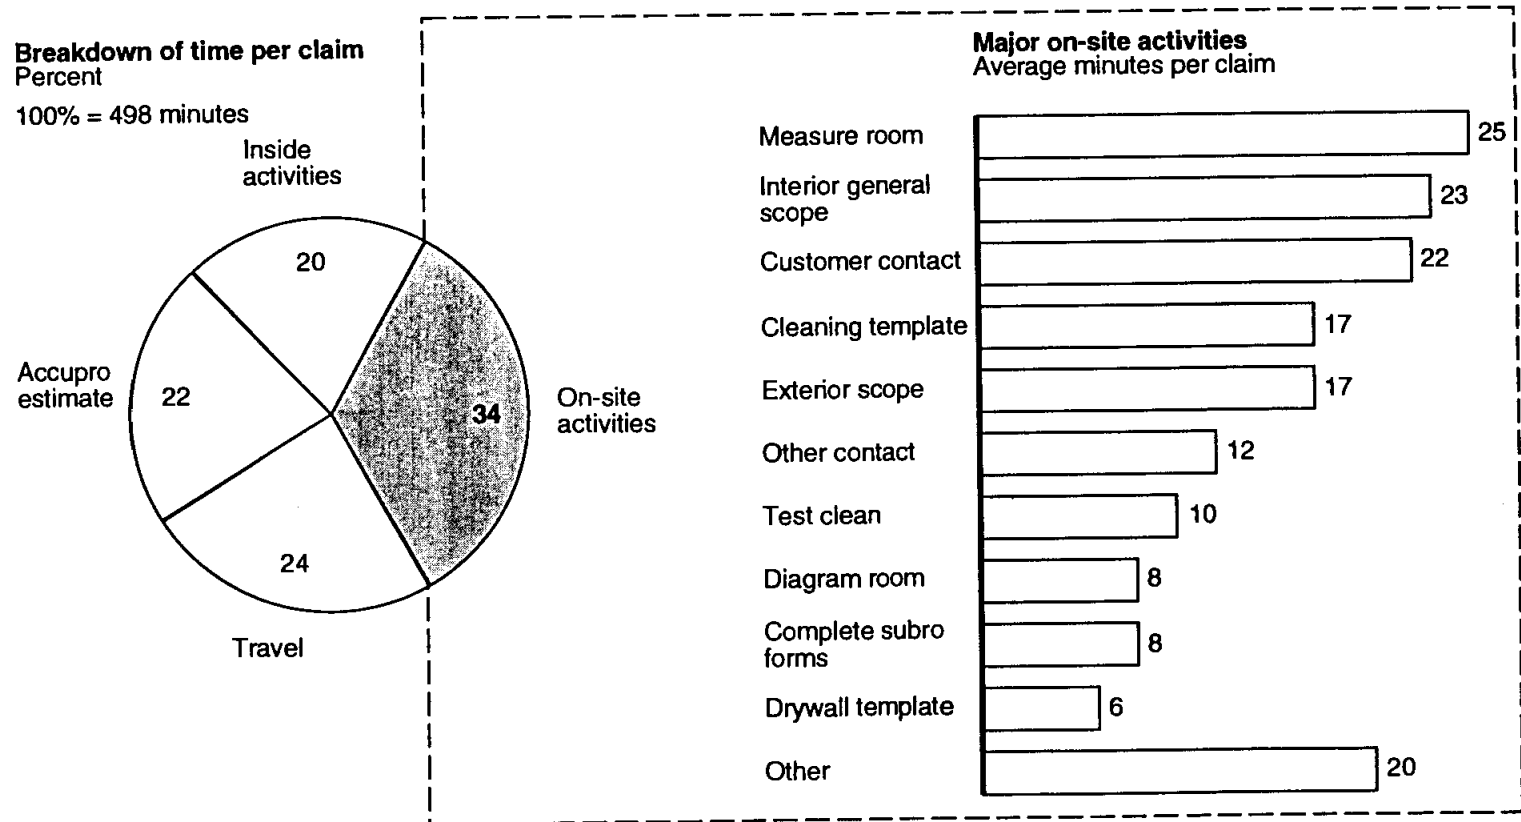 Breakdown of time per claim
Percent
100% = 498 minutes
Inside
activities
20
Accupro
estimate
22
34
On-site
activities
24
Travel
Major on-site activities
Average minutes per claim
Measure room
25
Interior general
scope
23
Customer contact
22
Cleaning template
17
Exterior scope
17
Other contact
12
Test clean
10
Diagram room
8
Complete subro
forms
8
Drywall template
6
Other
20